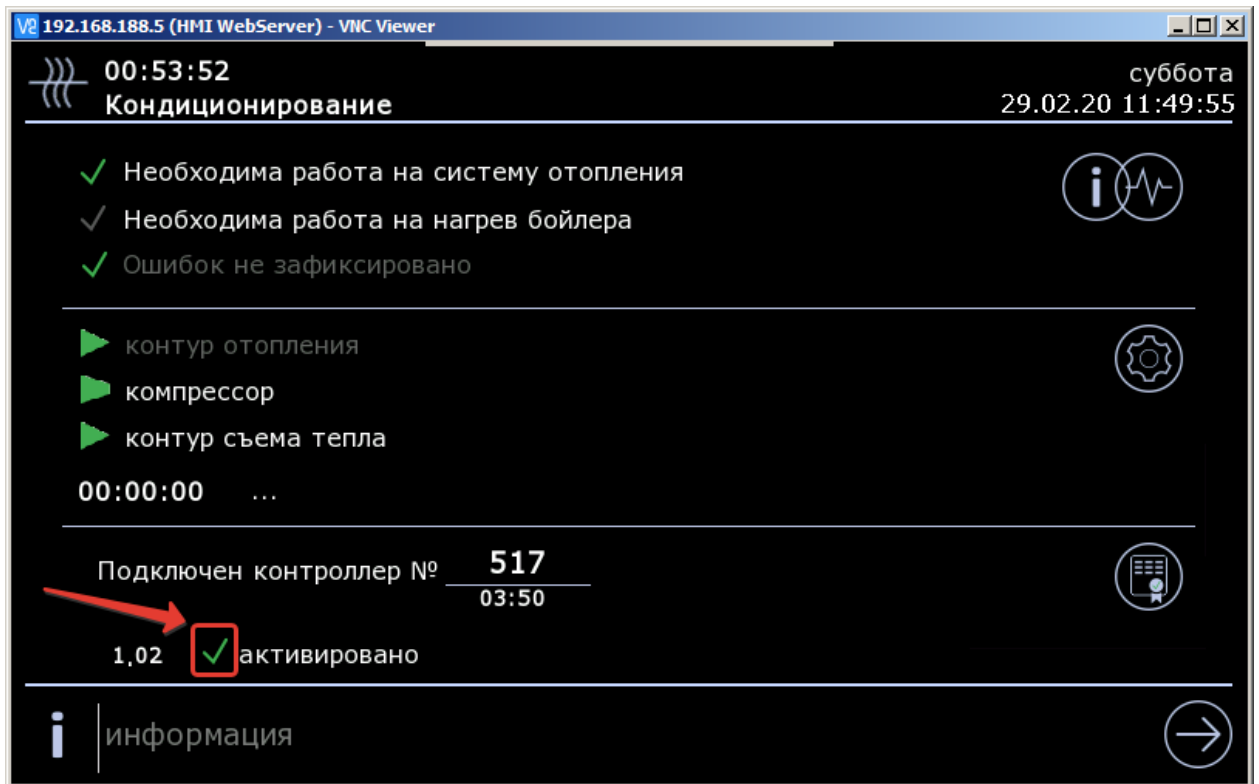 192.168.188.5 (HMI WebServer) - VNC Viewer
00:53:52
Кондиционирование
суббота
29.02.20 11:49:55
Необходима работа на систему отопления
Необходима работа на нагрев бойлера
Ошибок не зафиксировано
контур отопления
компрессор
контур съема тепла
00:00:00 ...
Подключен контроллер № 517
03:50
1,02 активировано
информация